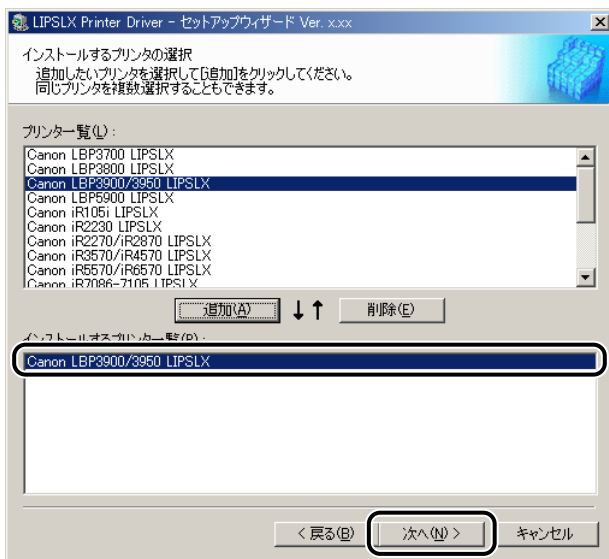 LIPSLX Printer Driver - セットアップウィザード Ver. x.xx
インストールするプリンタの選択
追加したいプリンタを選択して[追加]をクリックしてください。
同じプリンタを複数選択することもできます。
プリンター覧(L):
Canon LBP3700 LIPSLX
Canon LBP3800 LIPSLX
Canon LBP3900/3950 LIPSLX
Canon LBP5900 LIPSLX
Canon iR105i LIPSLX
Canon iR2230 LIPSLX
Canon iR2270/iR2870 LIPSLX
Canon iR3570/iR4570 LIPSLX
Canon iR5570/iR6570 LIPSLX
Canon iR7086-7105 LIPSLX
追加(A) ↓↑ 削除(E)
インストールするプリンター覧(P):
Canon LBP3900/3950 LIPSLX
< 戻る(B) 次へ(N) > キャンセル